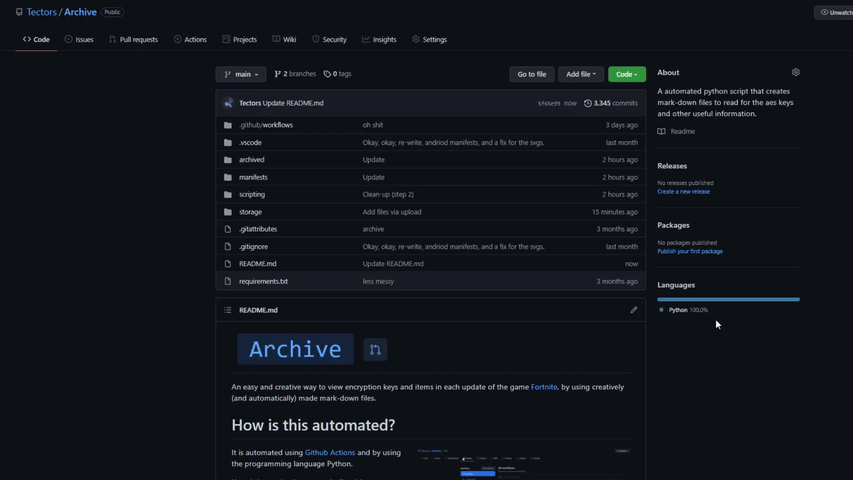 Tectors / Archive Public
Unwatch
Code Issues Pull requests Actions Projects Wiki Security Insights Settings
main 2 branches 0 tags Go to file Add file Code
Tectors Update README.md now 3,345 commits
.github/workflows oh shit 3 days ago
.vscode Okay, okay, re-write, andriod manifests, and a fix for the svgs. last month
archived Update 2 hours ago
manifests Update 2 hours ago
scripting Clean-up (step 2) 2 hours ago
storage Add files via upload 15 minutes ago
.gitattributes archive 3 months ago
.gitignore Okay, okay, re-write, andriod manifests, and a fix for the svgs. last month
README.md Update README.md now
requirements.txt less messy 3 months ago
README.md
Archive
An easy and creative way to view encryption keys and items in each update of the game Fortnite, by using creatively
(and automatically) made mark-down files.
How is this automated?
It is automated using Github Actions and by using
the programming language Python.
About
A automated python script that creates
mark-down files to read for the aes keys
and other useful information.
Readme
Releases
No releases published
Create a new release
Packages
No packages published
Publish your first package
Languages
Python 100.0%